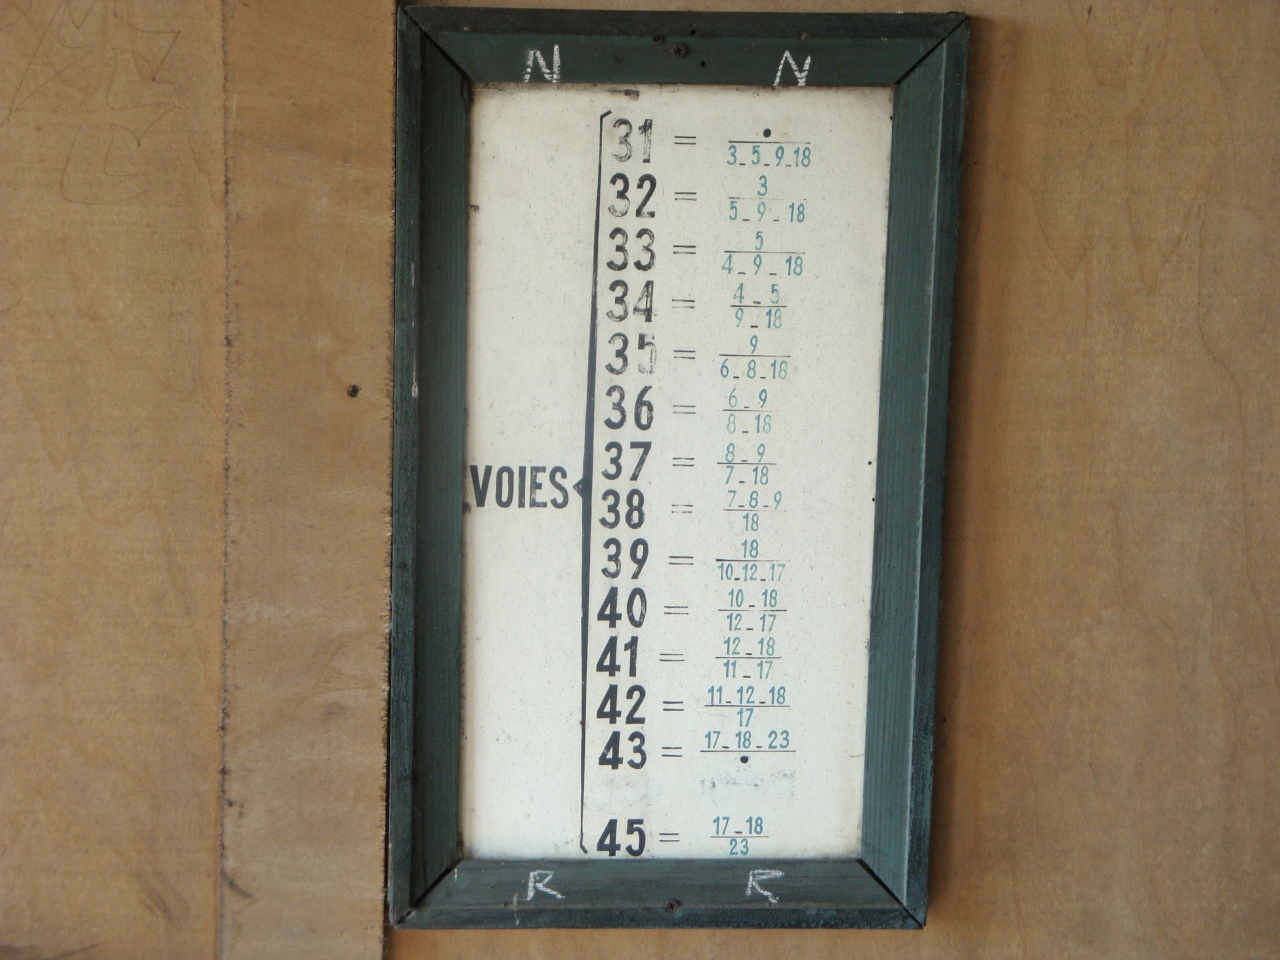 N N
31 = •
3_5_9_18
32 = 3
5_9_18
33 = 5
4_9_18
34 = 4_5
9_18
35 = 9
6_8_18
36 = 6_9
8_18
37 = 8_9
7_18
VOIES
38 = 7_8_9
18
39 = 18
10_12_17
40 = 10_18
12_17
41 = 12_18
11_17
42 = 11_12_18
17
43 = 17_18_23
•
45 = 17_18
23
R R